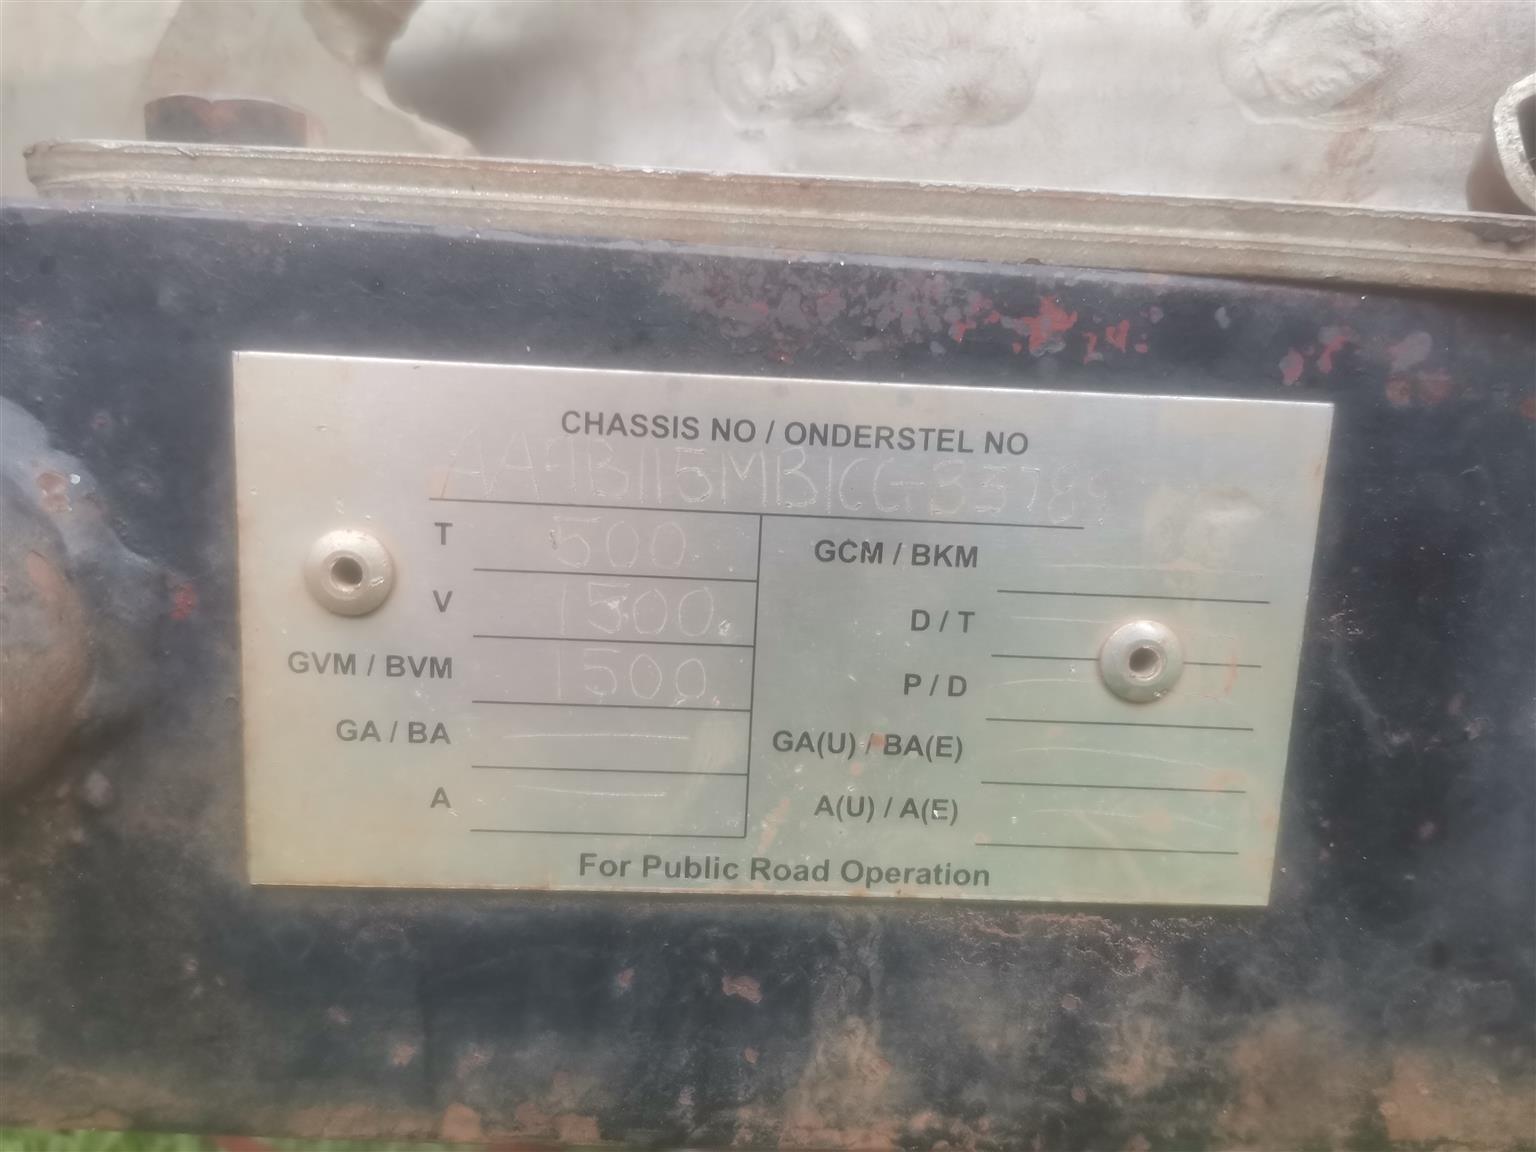 CHASSIS NO / ONDERSTEL NO
T 500
V 1500
GVM / BVM 1500
GA / BA
A
GCM / BKM
D / T
P / D
GA(U) / BA(E)
A(U) / A(E)
For Public Road Operation